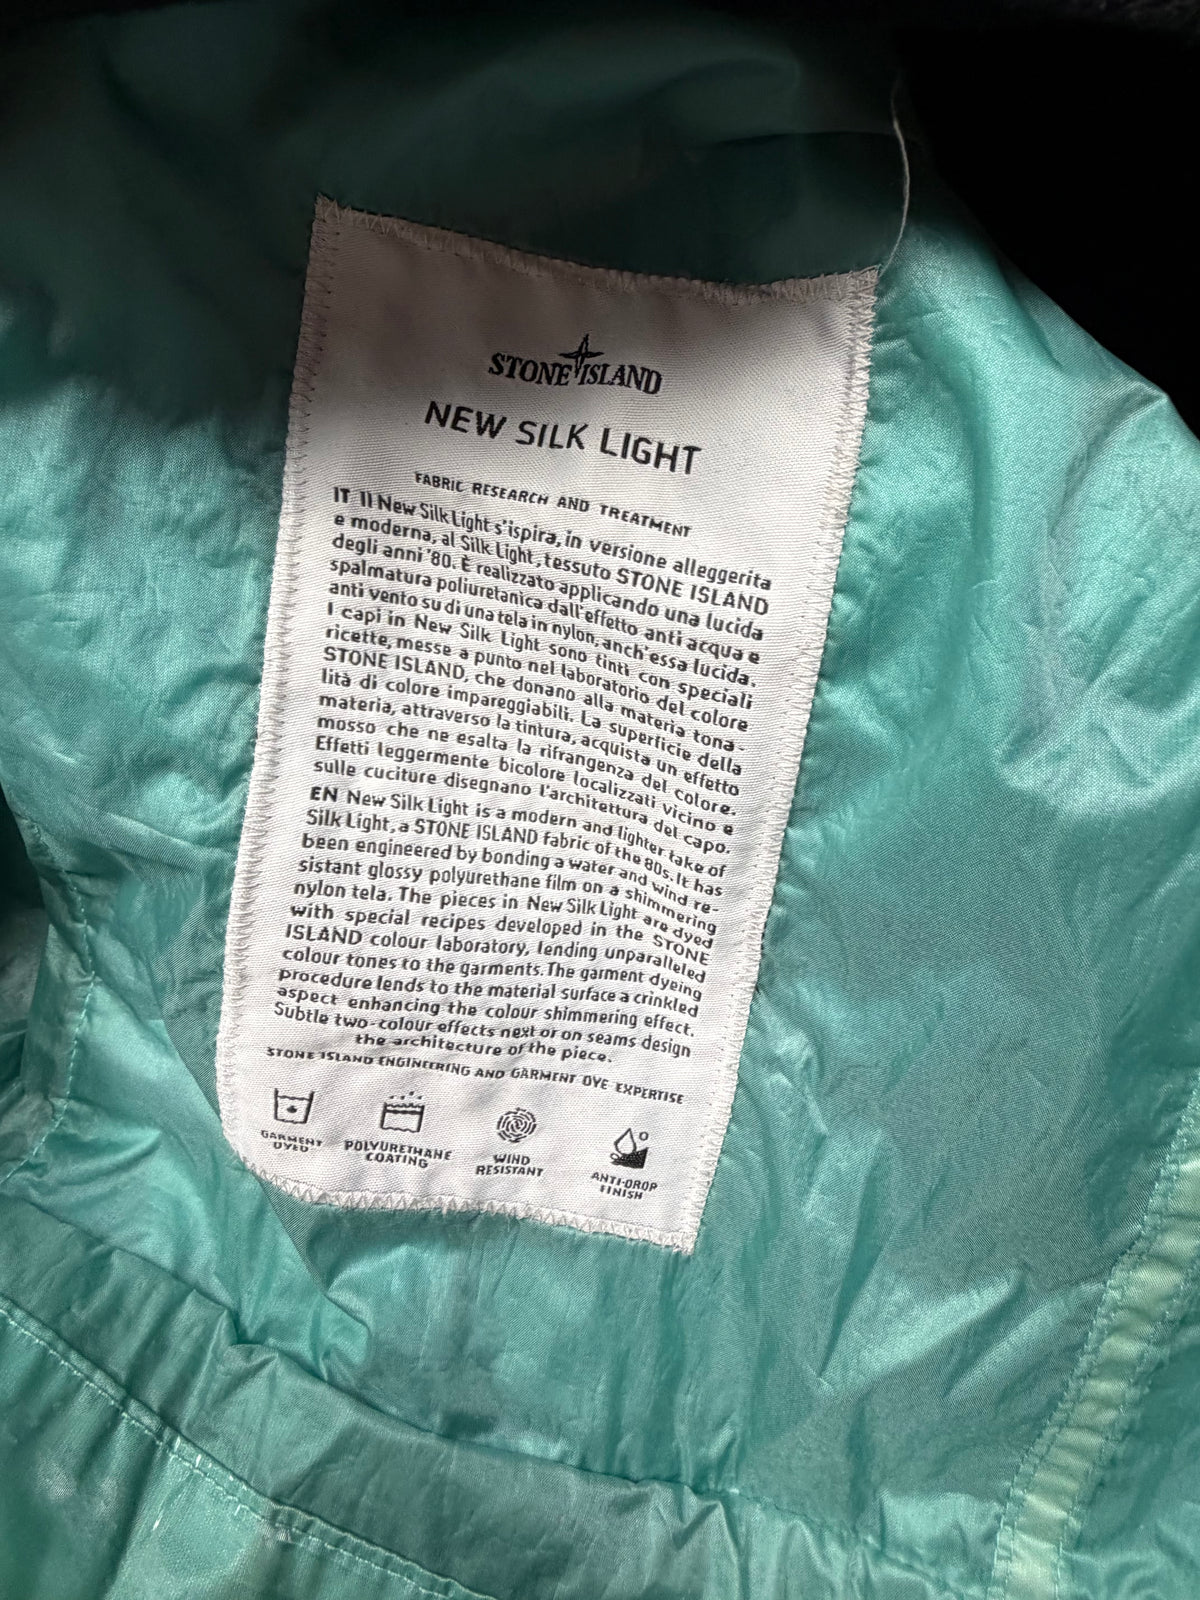 STONE ISLAND
NEW SILK LIGHT
FABRIC RESEARCH AND TREATMENT
IT Il New Silk Light s'ispira, in versione alleggerita
e moderna, al Silk Light, tessuto STONE ISLAND
degli anni '80. È realizzato applicando una lucida
spalmatura poliuretanica dall'effetto anti acqua e
anti vento su di una tela in nylon, anch'essa lucida.
I capi in New Silk Light sono tinti con speciali
ricette, messe a punto nel laboratorio del colore
STONE ISLAND, che donano alla materia tona-
lità di colore impareggiabili. La superficie della
materia, attraverso la tintura, acquista un effetto
mosso che ne esalta la rifrangenza del colore.
Effetti leggermente bicolore localizzati vicino e
sulle cuciture disegnano l'architettura del capo.
EN New Silk Light is a modern and lighter take of
Silk Light, a STONE ISLAND fabric of the 80s. It has
been engineered by bonding a water and wind re-
sistant glossy polyurethane film on a shimmering
nylon tela. The pieces in New Silk Light are dyed
with special recipes developed in the STONE
ISLAND colour laboratory, lending unparalleled
colour tones to the garments. The garment dyeing
procedure lends to the material surface a crinkled
aspect enhancing the colour shimmering effect.
Subtle two-colour effects next or on seams design
the architecture of the piece.
STONE ISLAND ENGINEERING AND GARMENT DYE EXPERTISE
GARMENT
DYED
POLYURETHANE
COATING
WIND
RESISTANT
ANTI-DROP
FINISH